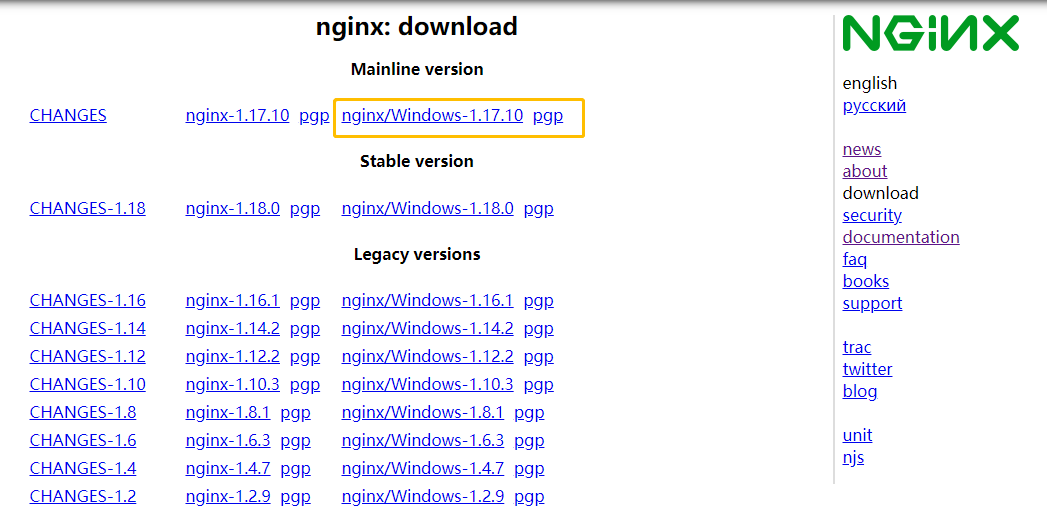 nginx: download
Mainline version
CHANGES nginx-1.17.10 pgp nginx/Windows-1.17.10 pgp
Stable version
CHANGES-1.18 nginx-1.18.0 pgp nginx/Windows-1.18.0 pgp
Legacy versions
CHANGES-1.16 nginx-1.16.1 pgp nginx/Windows-1.16.1 pgp
CHANGES-1.14 nginx-1.14.2 pgp nginx/Windows-1.14.2 pgp
CHANGES-1.12 nginx-1.12.2 pgp nginx/Windows-1.12.2 pgp
CHANGES-1.10 nginx-1.10.3 pgp nginx/Windows-1.10.3 pgp
CHANGES-1.8 nginx-1.8.1 pgp nginx/Windows-1.8.1 pgp
CHANGES-1.6 nginx-1.6.3 pgp nginx/Windows-1.6.3 pgp
CHANGES-1.4 nginx-1.4.7 pgp nginx/Windows-1.4.7 pgp
CHANGES-1.2 nginx-1.2.9 pgp nginx/Windows-1.2.9 pgp
NGiNX
english
русский
news
about
download
security
documentation
faq
books
support
trac
twitter
blog
unit
njs